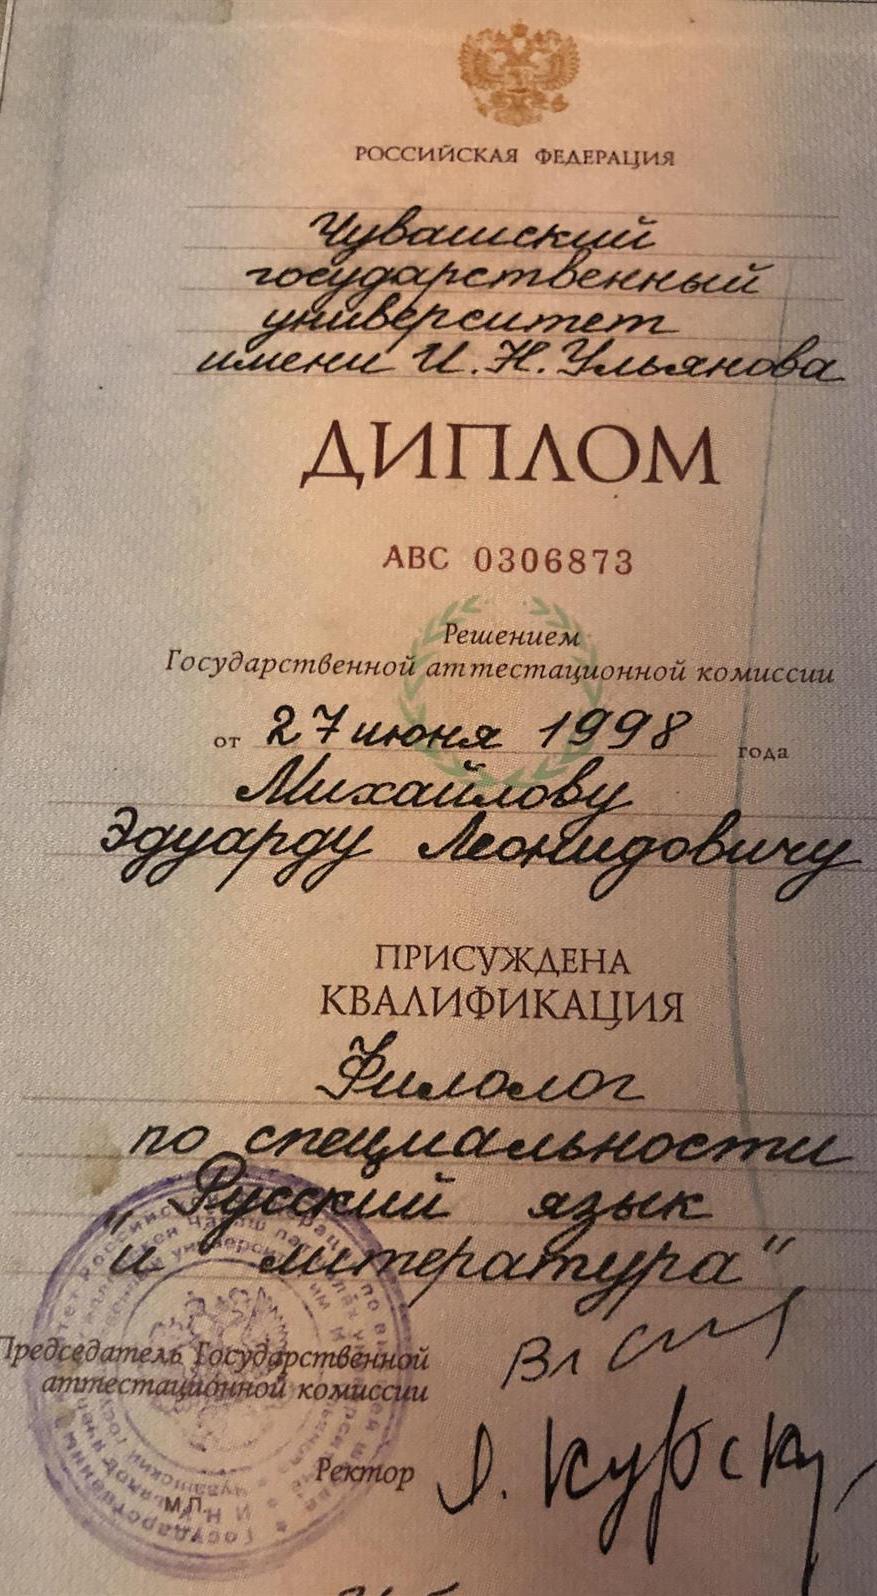 РОССИЙСКАЯ ФЕДЕРАЦИЯ
Чувашский
государственный
университет
имени И. Н. Ульянова
ДИПЛОМ
АВС 0306873
Решением
Государственной аттестационной комиссии
от 27 июня 1998 года
Михайлову
Эдуарду Леонидовичу
ПРИСУЖДЕНА
КВАЛИФИКАЦИЯ
Филолог
по специальности
"Русский язык
и литература"
Председатель Государственной
аттестационной комиссии
Ректор
М.П.